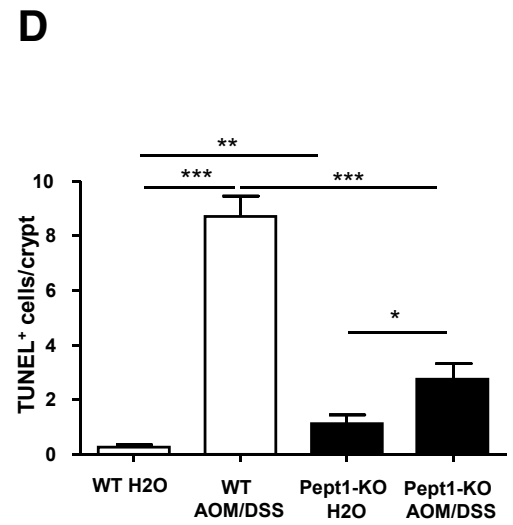 D
**
***
***
10
8
6
4
2
0
*
TUNEL⁺ cells/crypt
WT H2O
WT
AOM/DSS
Pept1-KO
H2O
Pept1-KO
AOM/DSS